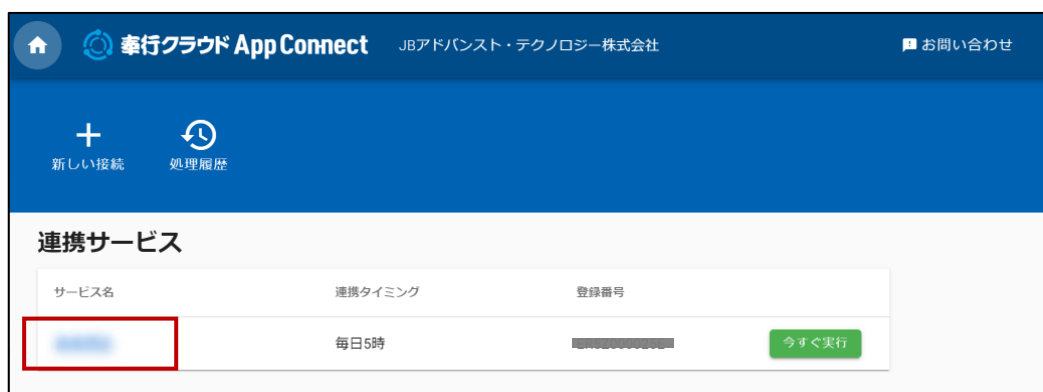 奉行クラウド App Connect JBアドバンスト・テクノロジー株式会社 お問い合わせ
新しい接続 処理履歴
連携サービス
サービス名 連携タイミング 登録番号
毎日5時 今すぐ実行